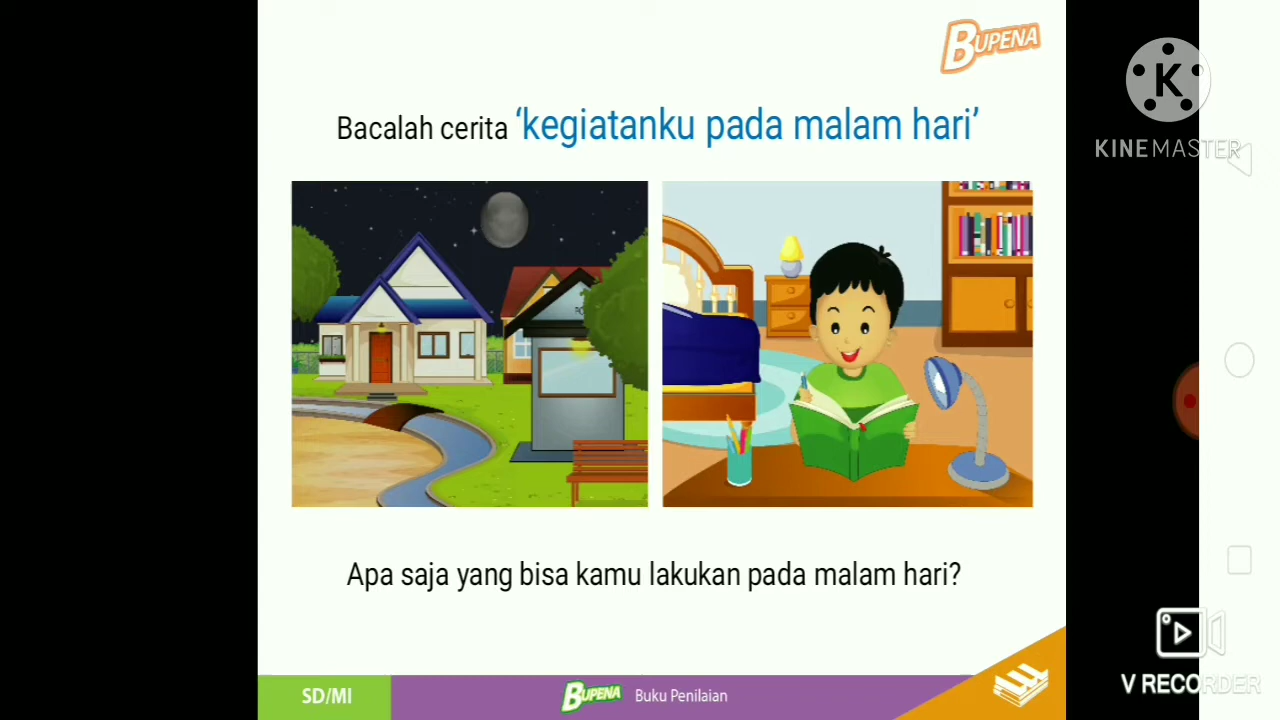 BUPENA
Bacalah cerita ‘kegiatanku pada malam hari’
KINEMASTER
Apa saja yang bisa kamu lakukan pada malam hari?
SD/MI
BUPENA Buku Penilaian
V RECORDER